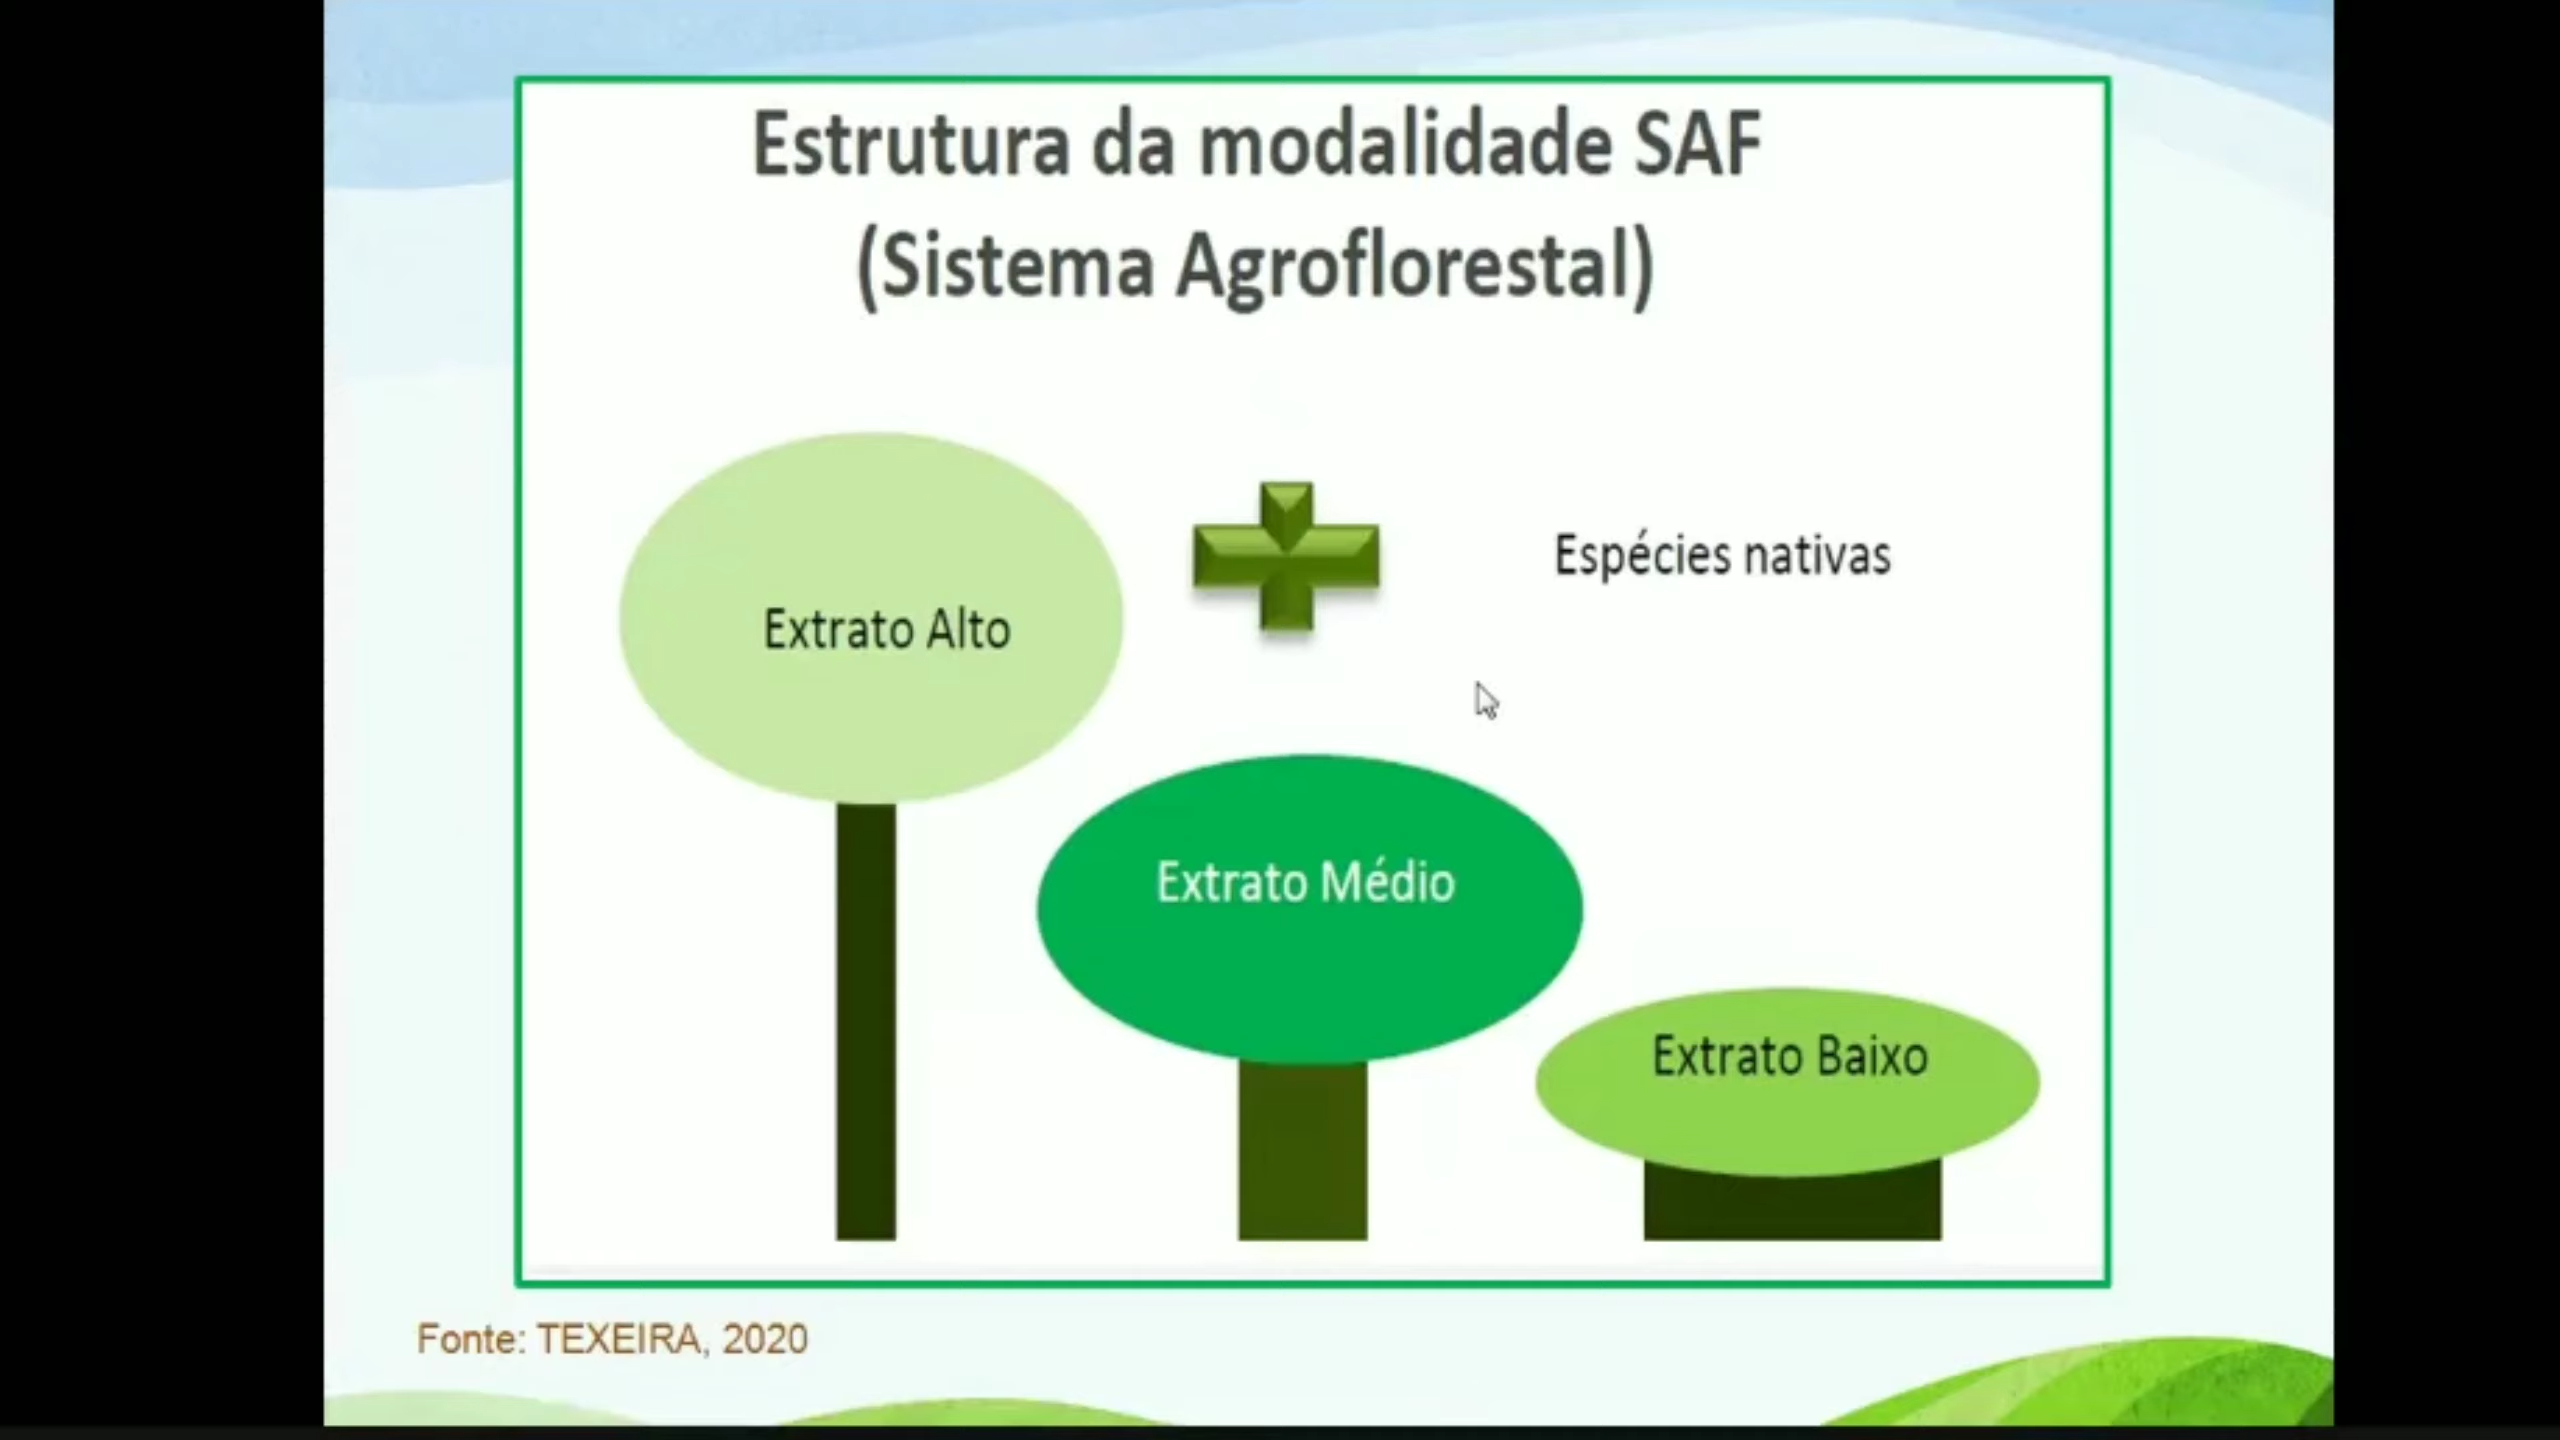 Estrutura da modalidade SAF
(Sistema Agroflorestal)
Espécies nativas
Extrato Alto
Extrato Médio
Extrato Baixo
Fonte: TEXEIRA, 2020